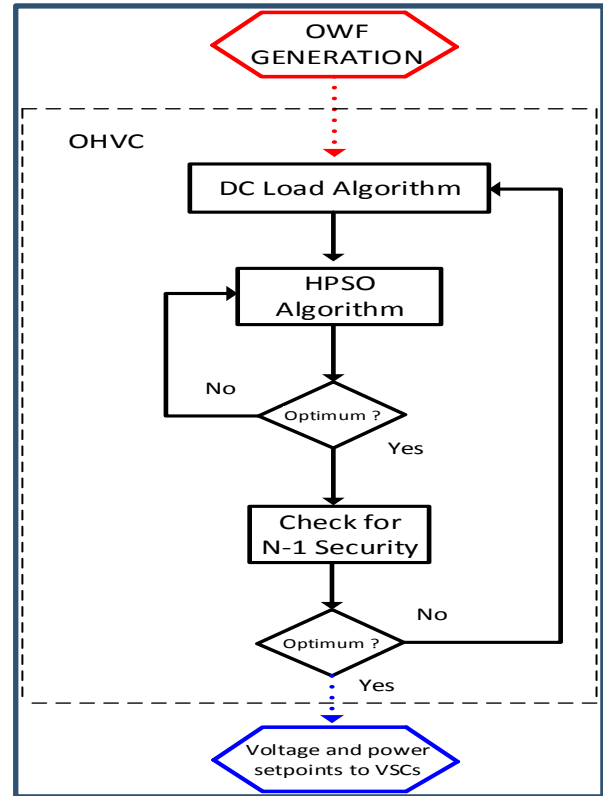 OWF
GENERATION
OHVC
DC Load Algorithm
HPSO
Algorithm
No
Optimum ?
Yes
Check for
N-1 Security
No
Optimum ?
Yes
Voltage and power
setpoints to VSCs